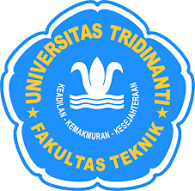 UNIVERSITAS TRIDINANTI
KEADILAN - KEMAKMURAN - KESEJAHTERAAN
FAKULTAS TEKNIK